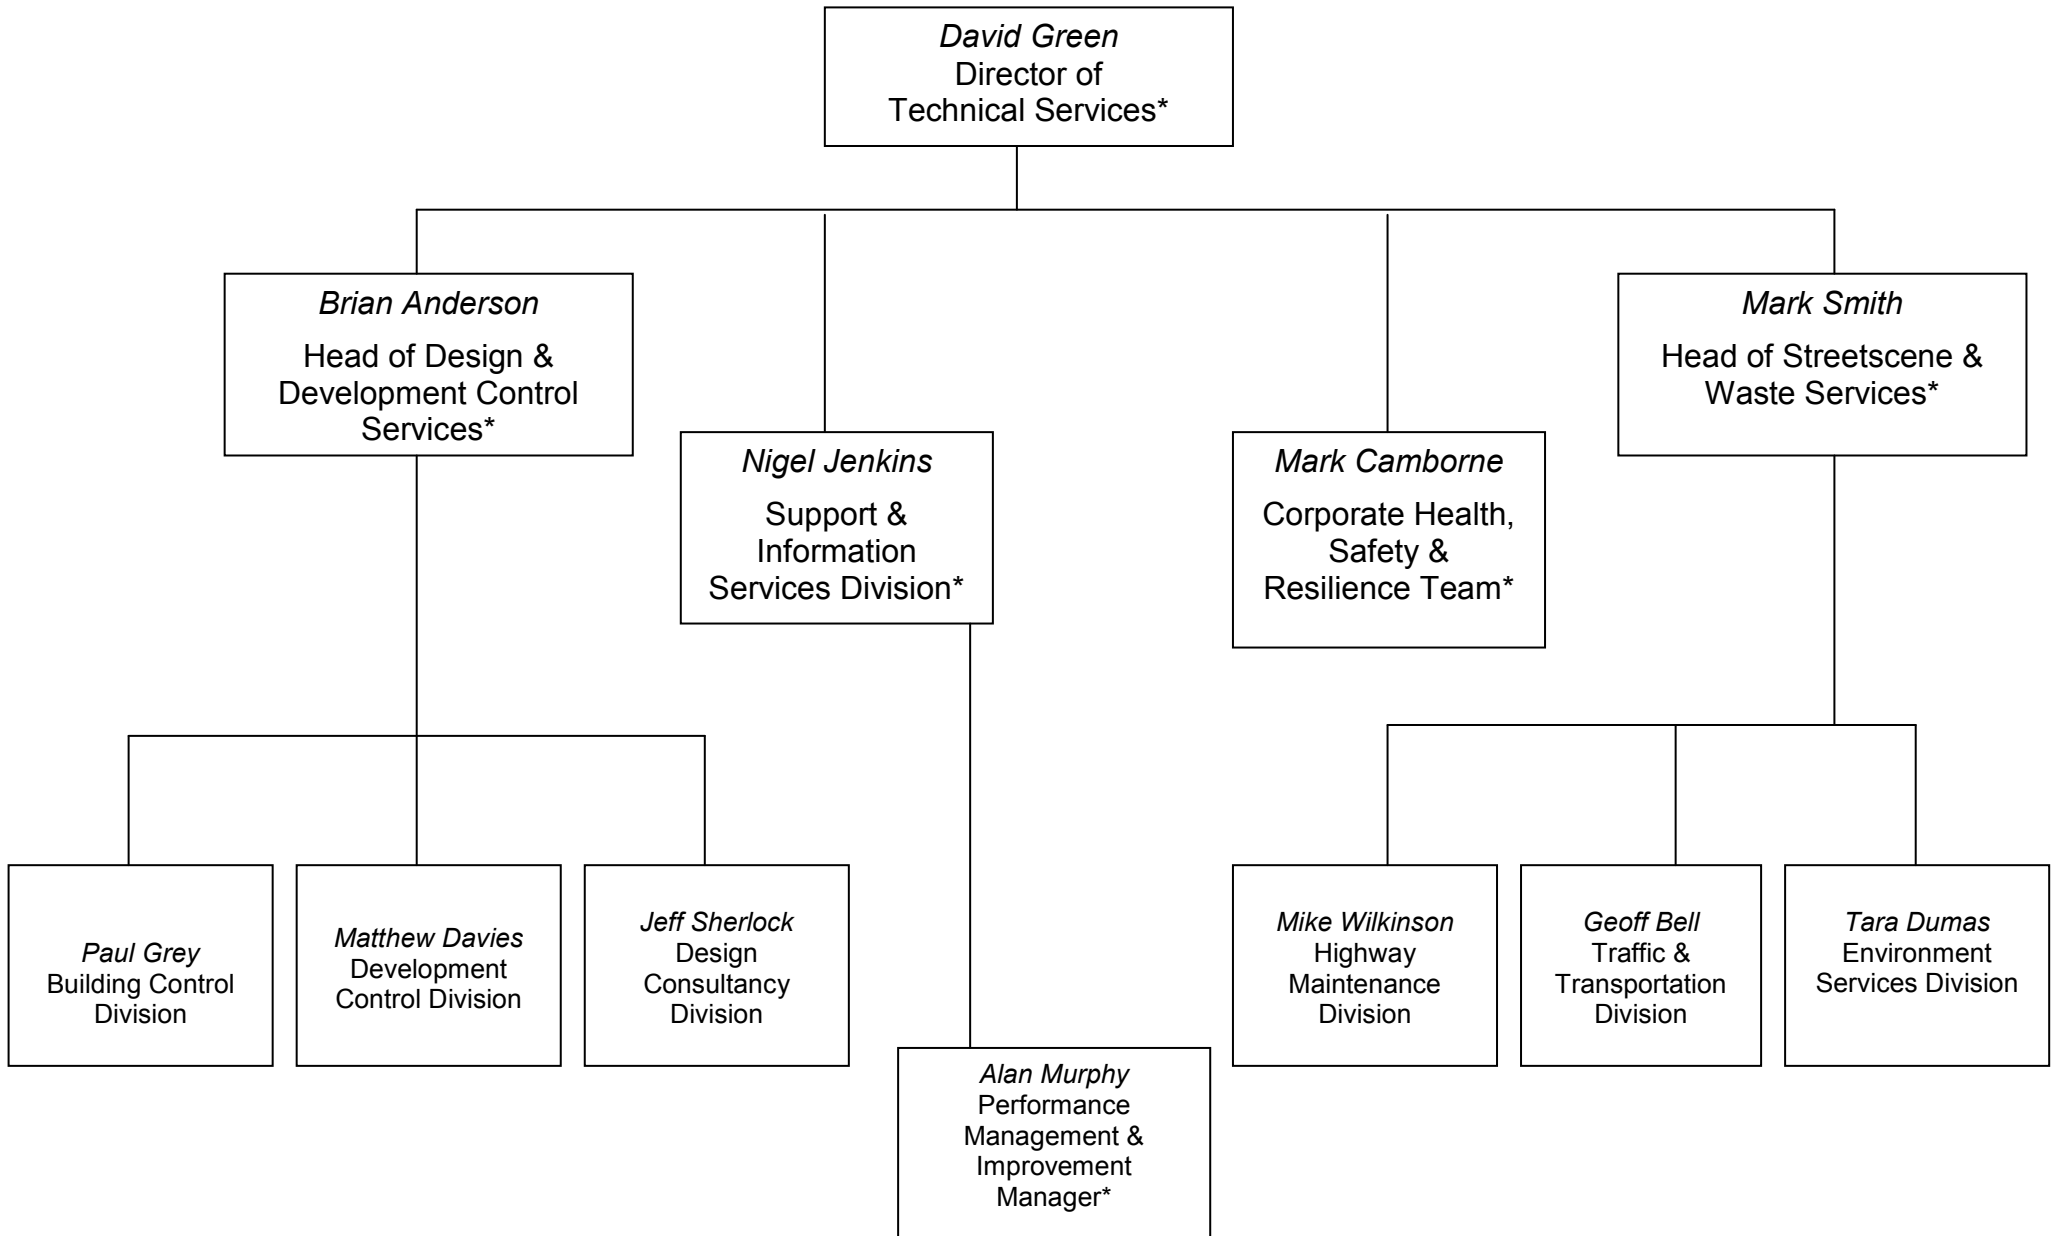 David Green
Director of
Technical Services*
Brian Anderson
Head of Design &
Development Control
Services*
Mark Smith
Head of Streetscene &
Waste Services*
Nigel Jenkins
Support &
Information
Services Division*
Mark Camborne
Corporate Health,
Safety &
Resilience Team*
Paul Grey
Building Control
Division
Matthew Davies
Development
Control Division
Jeff Sherlock
Design
Consultancy
Division
Mike Wilkinson
Highway
Maintenance
Division
Geoff Bell
Traffic &
Transportation
Division
Tara Dumas
Environment
Services Division
Alan Murphy
Performance
Management &
Improvement
Manager*